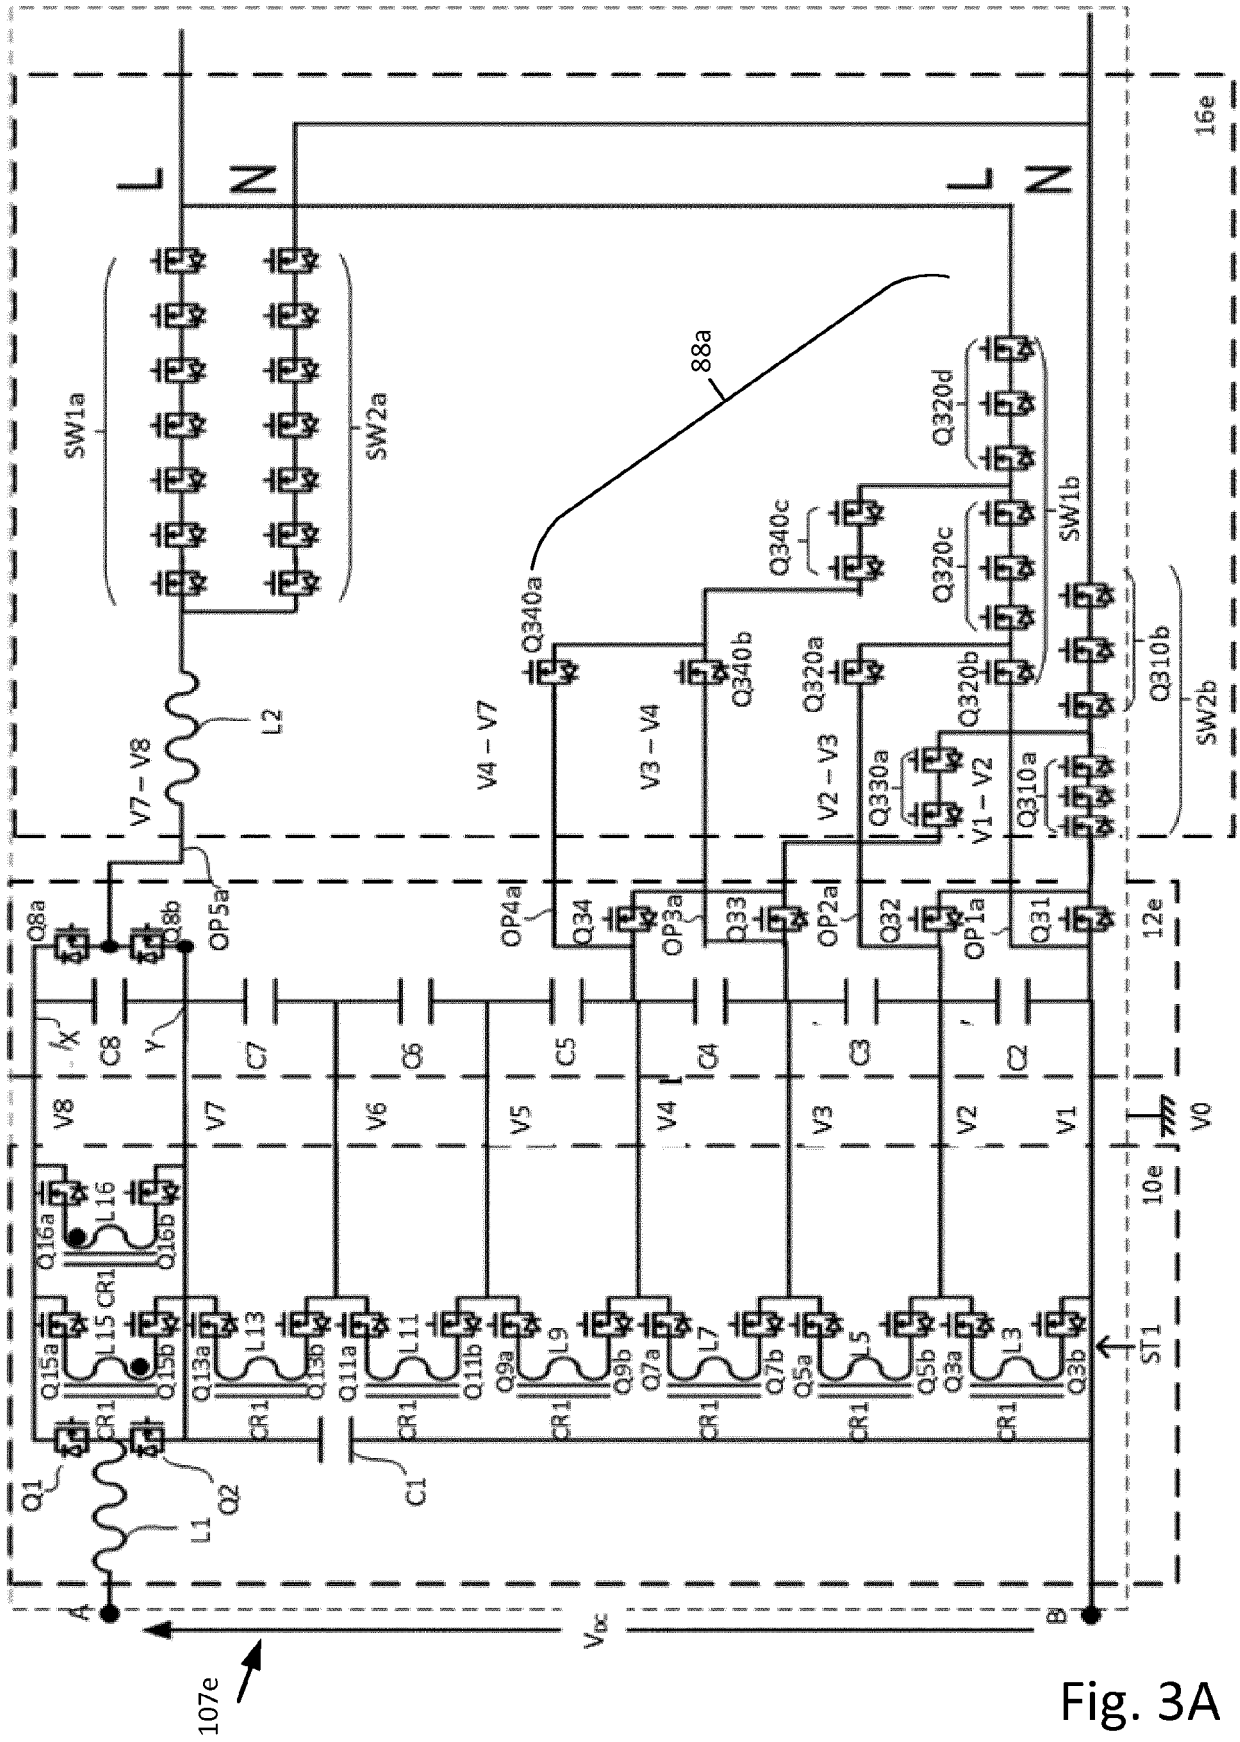 107e
V_DC
A
B
L1
Q1
Q2
C1
CR1
CR1
CR1
CR1
CR1
CR1
CR1
CR1
Q15a
L15
Q15b
Q13a
L13
Q13b
Q11a
L11
Q11b
Q9a
L9
Q9b
Q7a
L7
Q7b
Q5a
L5
Q5b
Q3a
L3
Q3b
ST1
Q16a
L16
Q16b
10e
V8
V7
V6
V5
V4
V3
V2
V1
V0
X
C8
Y
C7
C6
C5
C4
C3
C2
Q8a
Q8b
OP5a
OP4a
Q34
OP3a
Q33
OP2a
Q32
OP1a
Q31
12e
V7 – V8
L2
V4 – V7
V3 – V4
V2 – V3
V1 – V2
Q330a
Q310a
Q340a
Q340b
Q320a
Q320b
Q340c
Q320c
Q320d
SW1b
Q310b
SW2b
88a
SW1a
SW2a
L
N
L
N
16e
Fig. 3A